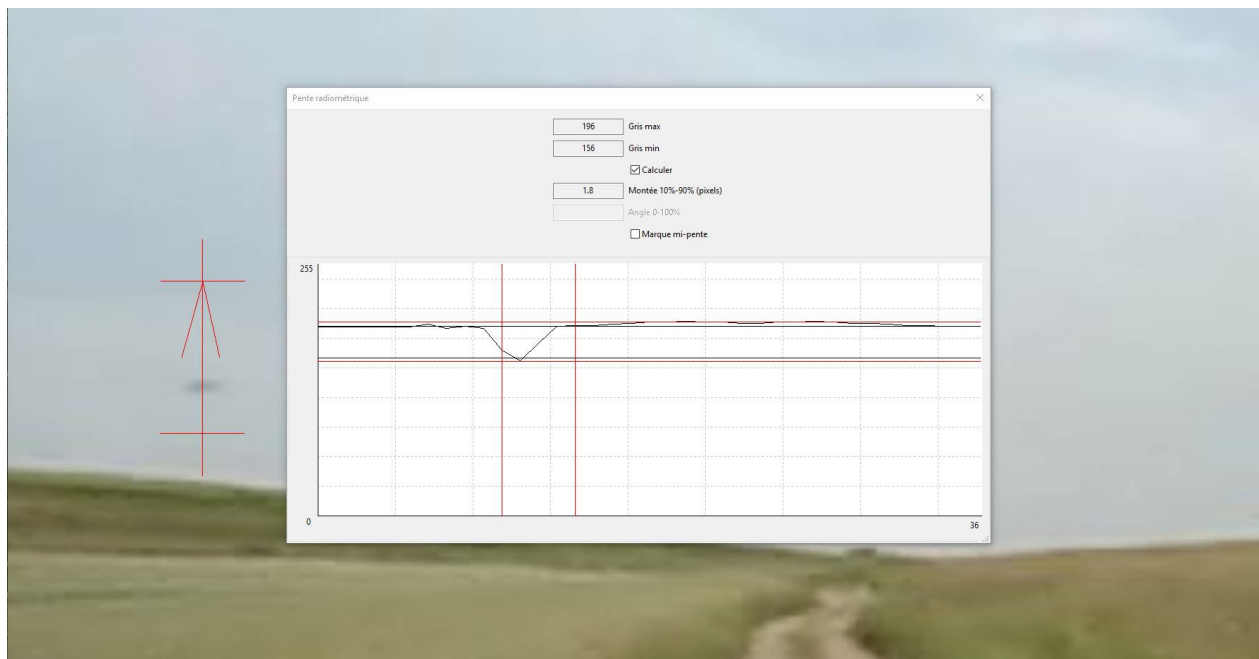 Pente radiométrique
196 Gris max
156 Gris min
Calculer
1.8 Montée 10%-90% (pixels)
Angle 0-100%
Marque mi-pente
255
0 36